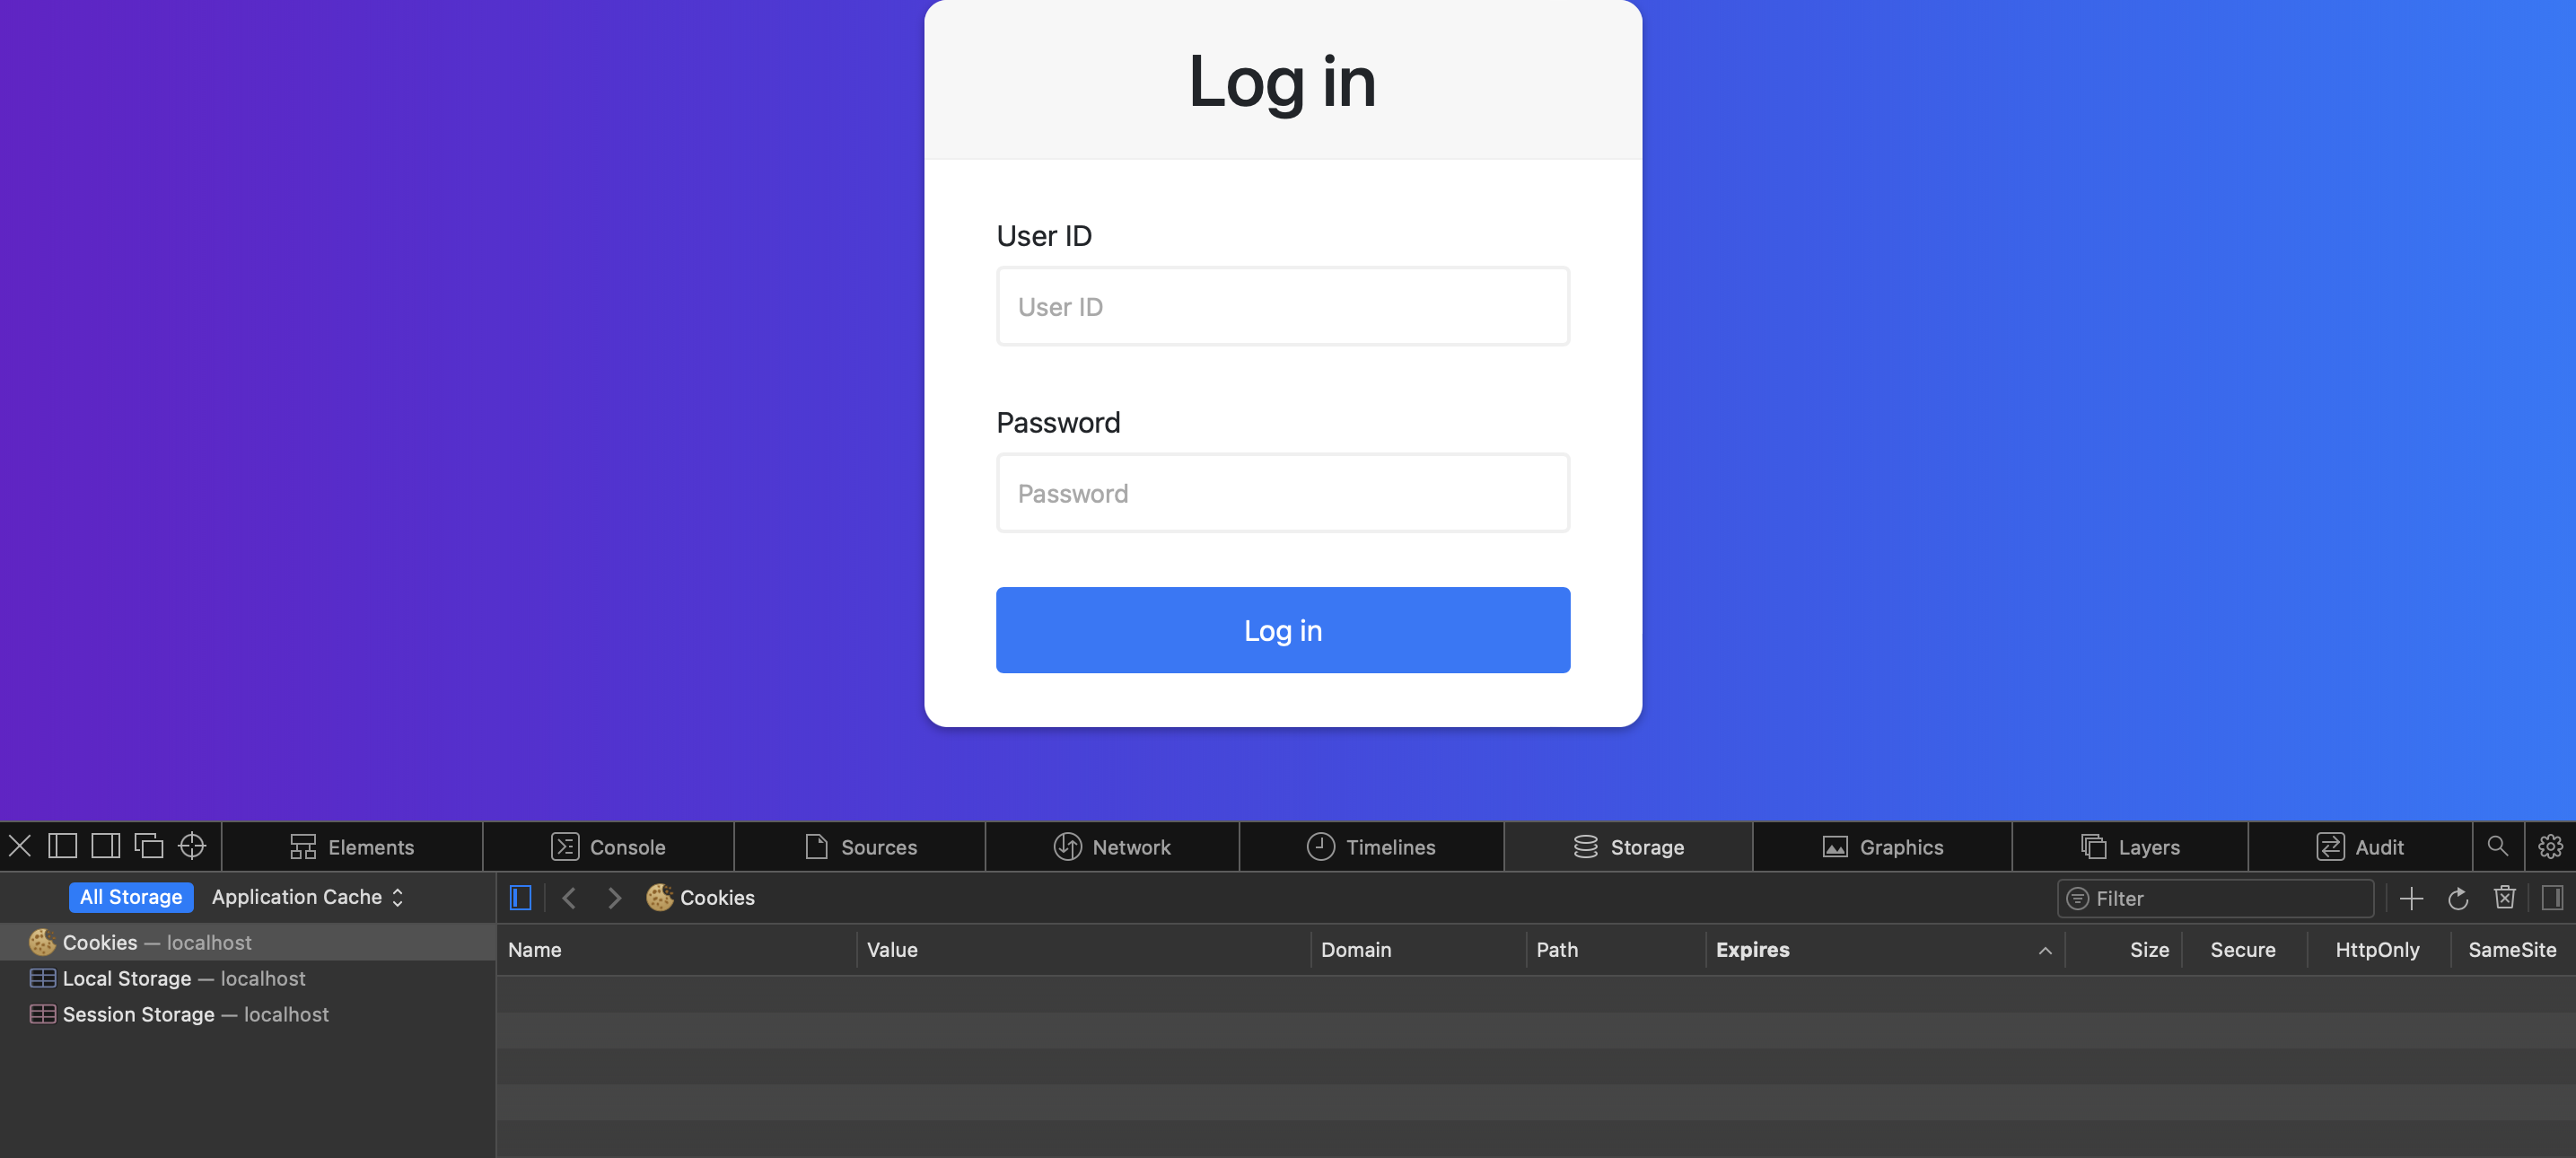 Log in
User ID
User ID
Password
Password
Log in
Elements Console Sources Network Timelines Storage Graphics Layers Audit
All Storage Application Cache Cookies Filter
Cookies — localhost
Local Storage — localhost
Session Storage — localhost
Name Value Domain Path Expires Size Secure HttpOnly SameSite